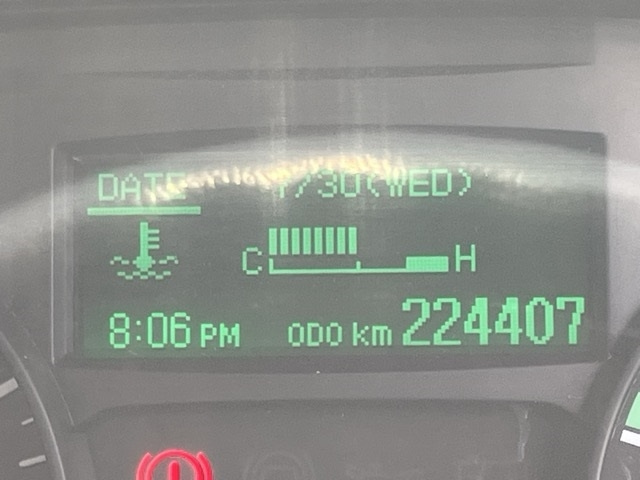 DATE 7/30(WED)
C H
8:06 PM ODO km 224407